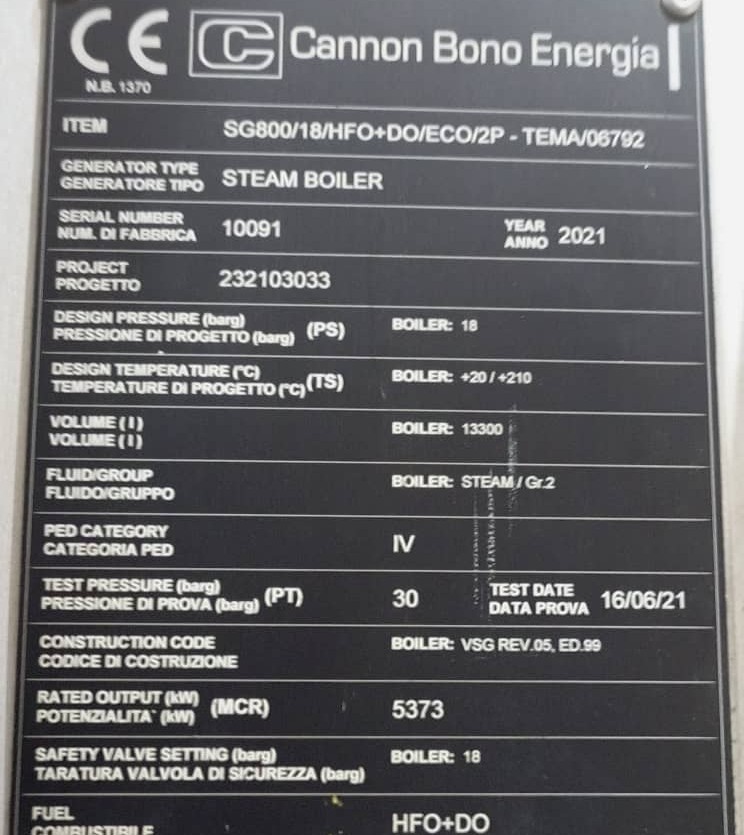 CE Cannon Bono Energia
N.B. 1370
ITEM SG800/18/HFO+DO/ECO/2P - TEMA/06792
GENERATOR TYPE STEAM BOILER
GENERATORE TIPO
SERIAL NUMBER 10091 YEAR 2021
NUM. DI FABBRICA ANNO
PROJECT 232103033
PROGETTO
DESIGN PRESSURE (barg) (PS) BOILER: 18
PRESSIONE DI PROGETTO (barg)
DESIGN TEMPERATURE (°C) (TS) BOILER: +20 / +210
TEMPERATURE DI PROGETTO (°C)
VOLUME ( l ) BOILER: 13300
VOLUME ( l )
FLUID/GROUP BOILER: STEAM / Gr.2
FLUIDO/GRUPPO
PED CATEGORY IV
CATEGORIA PED
TEST PRESSURE (barg) (PT) 30 TEST DATE 16/06/21
PRESSIONE DI PROVA (barg) DATA PROVA
CONSTRUCTION CODE BOILER: VSG REV.05, ED.99
CODICE DI COSTRUZIONE
RATED OUTPUT (kW) (MCR) 5373
POTENZIALITA` (kW)
SAFETY VALVE SETTING (barg) BOILER: 18
TARATURA VALVOLA DI SICUREZZA (barg)
FUEL HFO+DO
COMBUSTIBILE